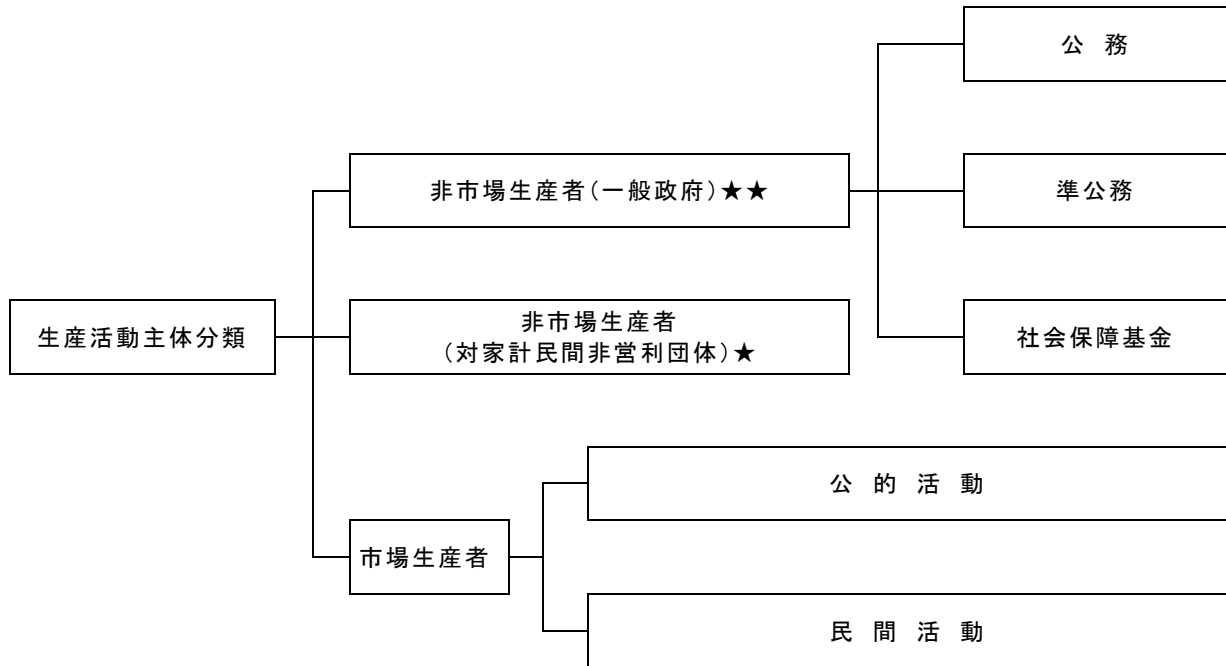 公務
非市場生産者(一般政府)★★
準公務
生産活動主体分類
非市場生産者
(対家計民間非営利団体)★
社会保障基金
公的活動
市場生産者
民間活動